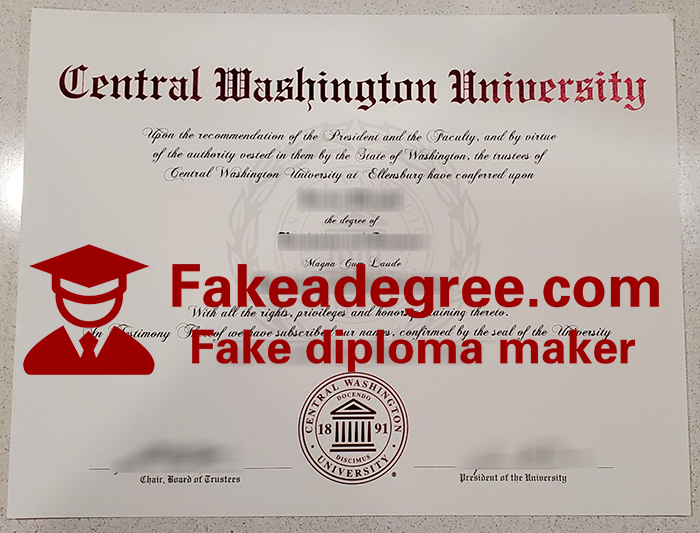 Central Washington University
Upon the recommendation of the President and the Faculty, and by virtue
of the authority vested in them by the State of Washington, the trustees of
Central Washington University at Ellensburg have conferred upon
the degree of
Magna Cum Laude
Fakeadegree.com
With all the rights, privileges and honors
thereto.
In Testimony
of we have subscribed our names, confirmed by the seal of the University
Fake diploma maker
CENTRAL WASHINGTON
DOCENDO
18 91
DISCIMUS
UNIVERSITY
®
Chair, Board of Trustees
President of the University